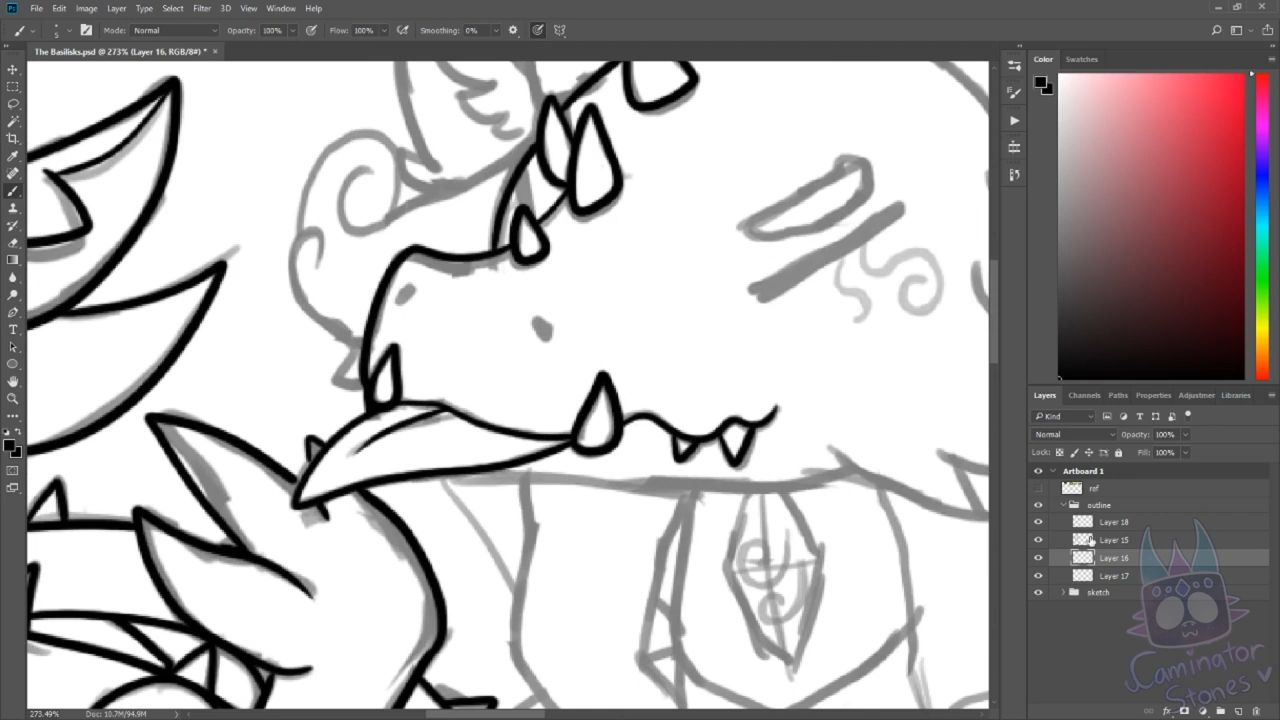 File Edit Image Layer Type Select Filter 3D View Window Help
Mode: Normal Opacity: 100% Flow: 100% Smoothing: 0%
The Basilisks.psd @ 273% (Layer 16, RGB/8#) * ×
Color Swatches
Layers Channels Paths Properties Adjustmer Libraries
Kind
Normal Opacity: 100%
Lock: Fill: 100%
Artboard 1
ref
outline
Layer 18
Layer 15
Layer 16
Layer 17
sketch
Caminator
Stones
273.49% Doc: 10.7M/94.9M